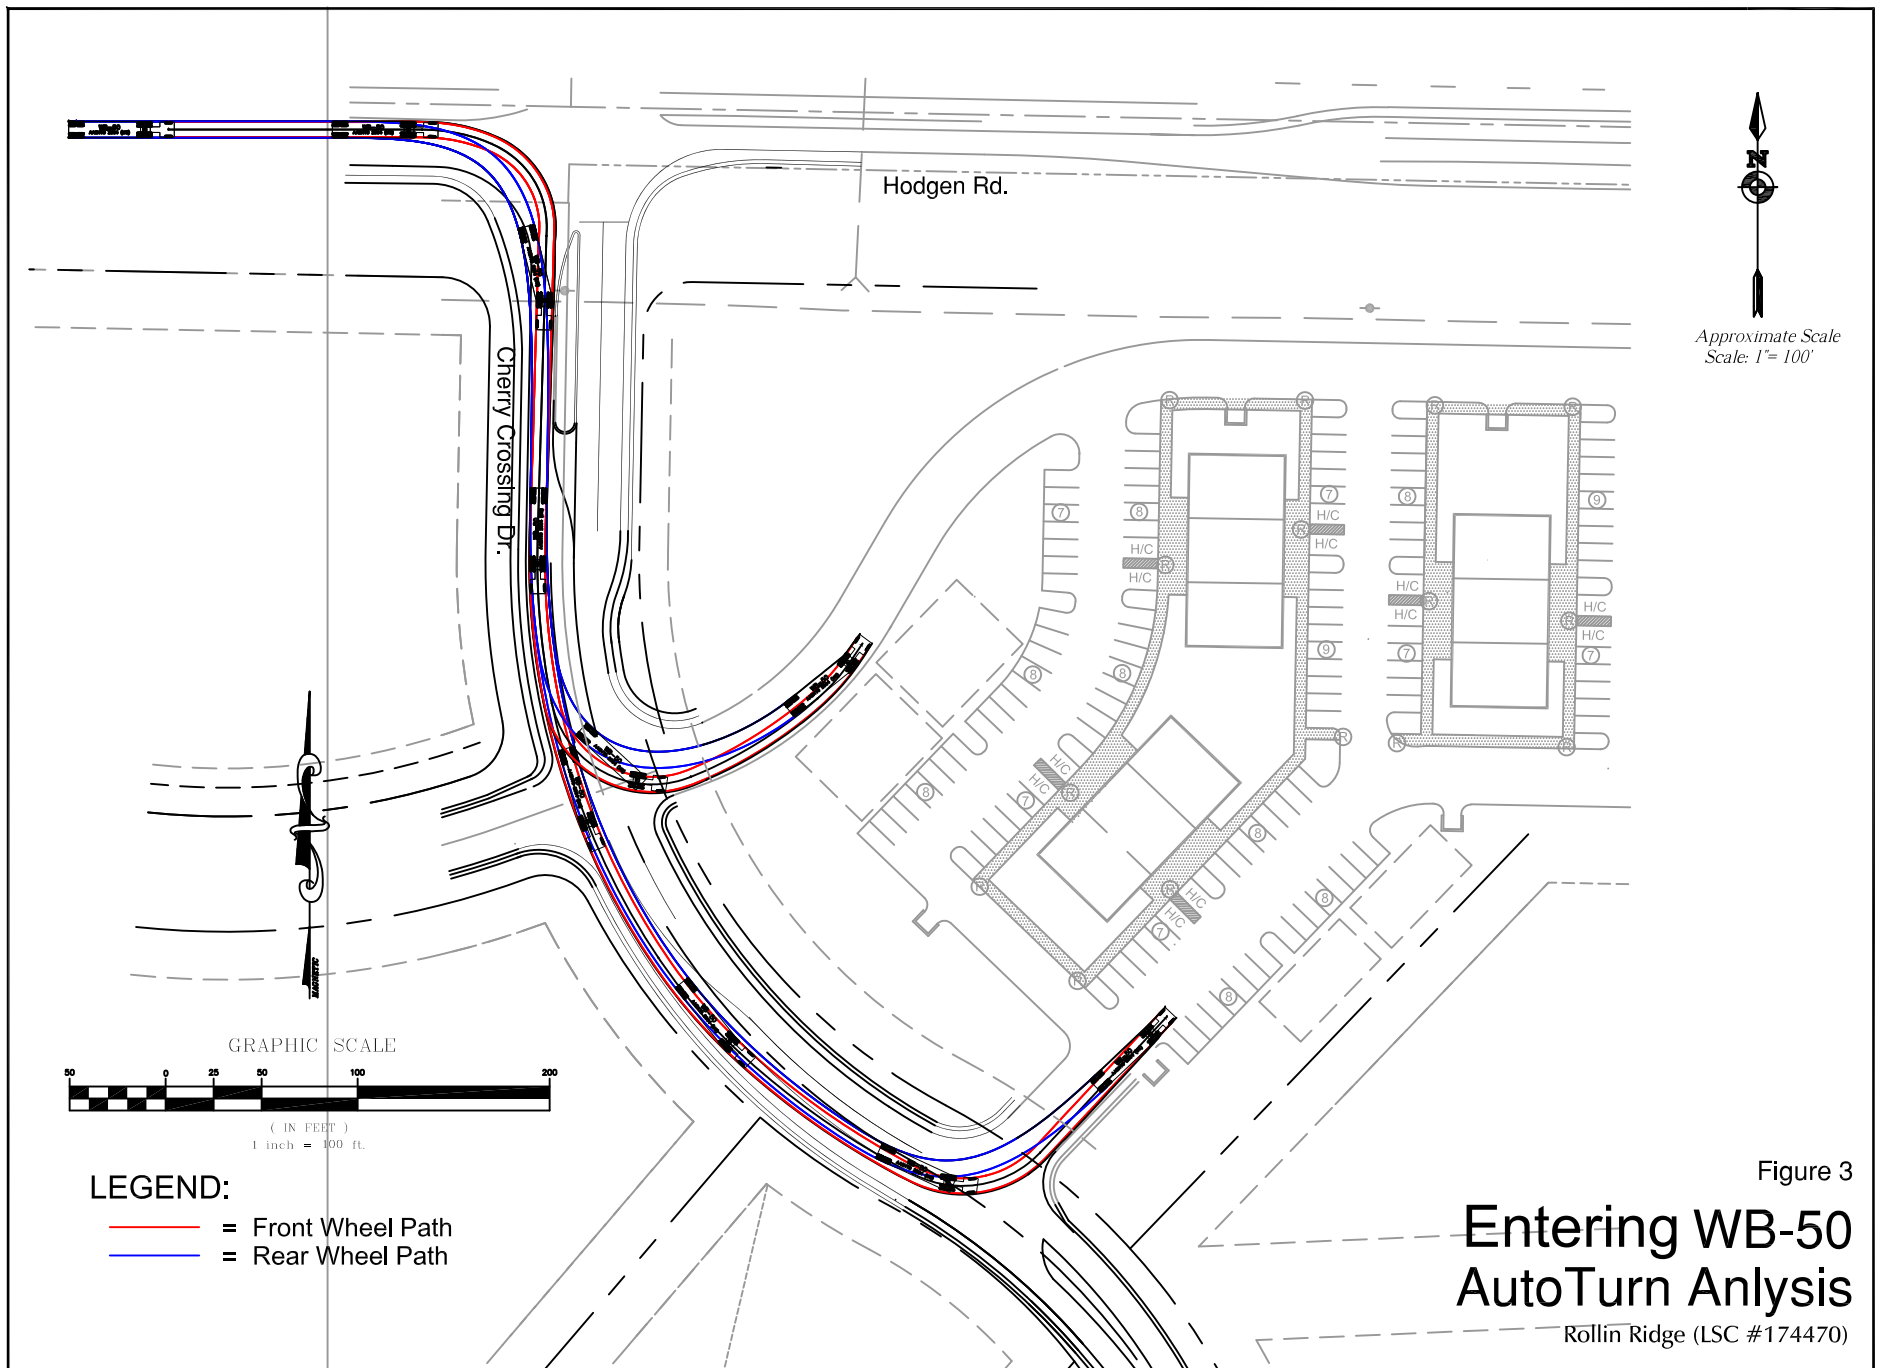 Hodgen Rd.
N
Approximate Scale
Scale: 1"= 100'
Cherry Crossing Dr.
R
R
R
R
7
8
7
8
9
H/C
H/C
R
H/C
R
H/C
H/C
R
H/C
H/C
R
H/C
9
7
7
8
8
R
R
R
H/C
H/C
7
R
8
8
R
R
H/C
H/C
7
8
R
8
MAGNETIC
GRAPHIC SCALE
50 0 25 50 100 200
( IN FEET )
1 inch = 100 ft.
LEGEND:
= Front Wheel Path
= Rear Wheel Path
Figure 3
Entering WB-50
AutoTurn Anlysis
Rollin Ridge (LSC #174470)